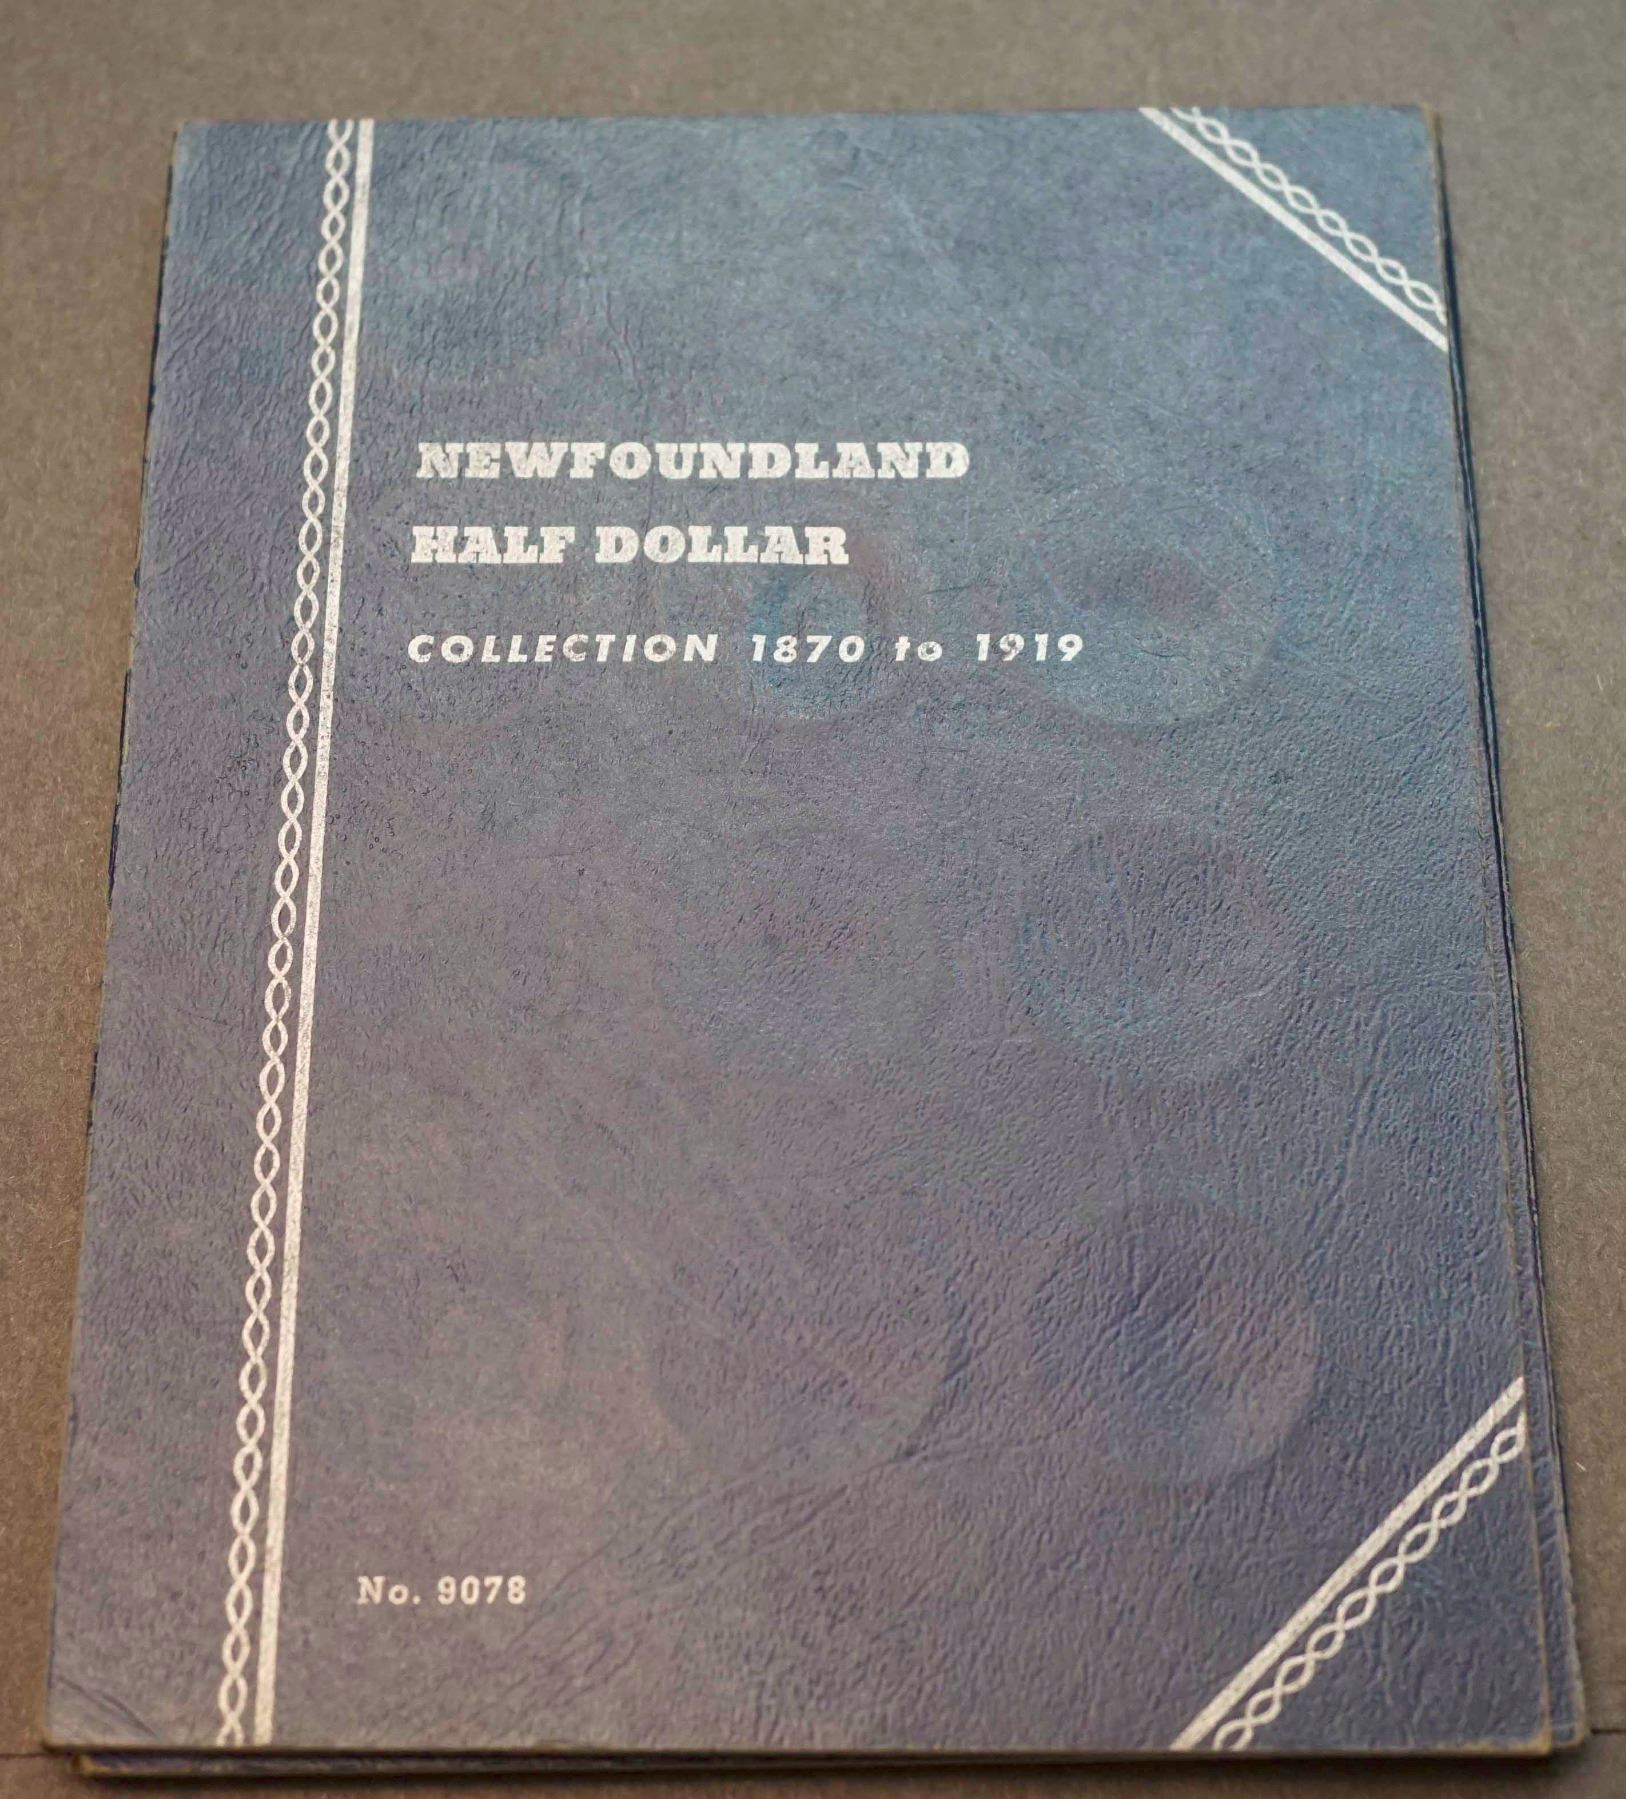 NEWFOUNDLAND
HALF DOLLAR
COLLECTION 1870 to 1919
No. 9078